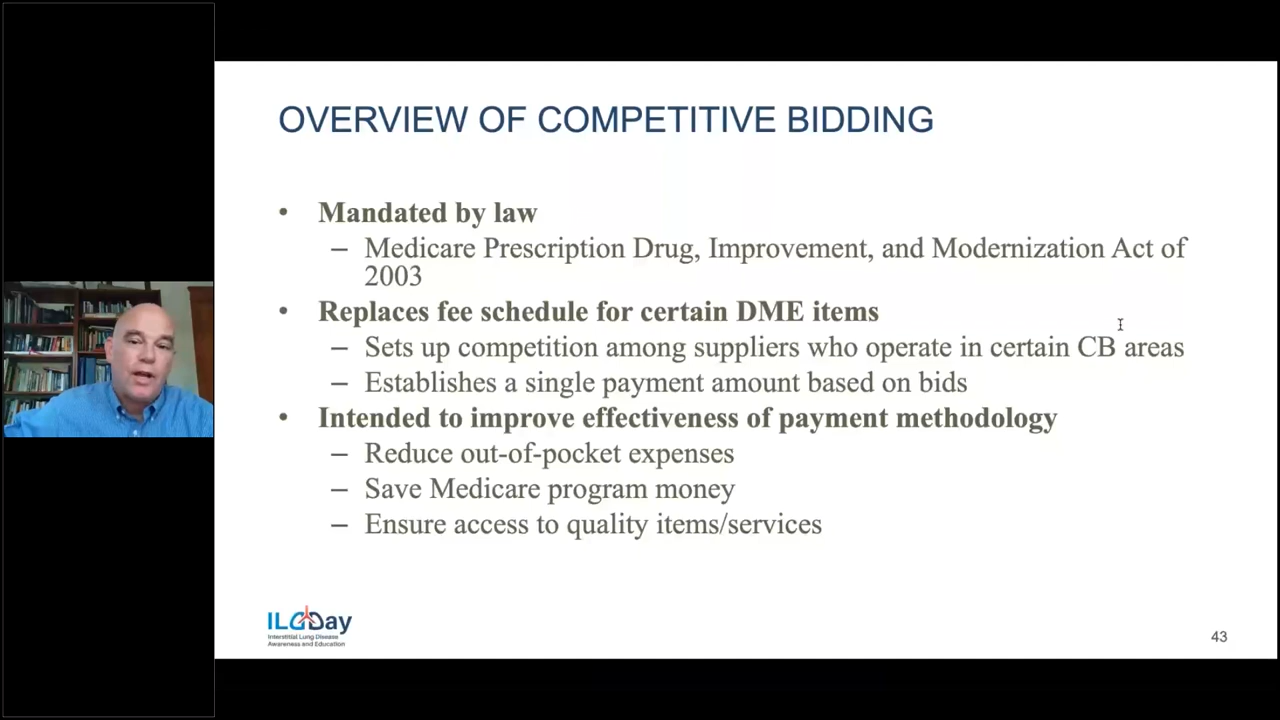 OVERVIEW OF COMPETITIVE BIDDING
• Mandated by law
– Medicare Prescription Drug, Improvement, and Modernization Act of
2003
• Replaces fee schedule for certain DME items
– Sets up competition among suppliers who operate in certain CB areas
– Establishes a single payment amount based on bids
• Intended to improve effectiveness of payment methodology
– Reduce out-of-pocket expenses
– Save Medicare program money
– Ensure access to quality items/services
ILDDay
Interstitial Lung Disease
Awareness and Education
43